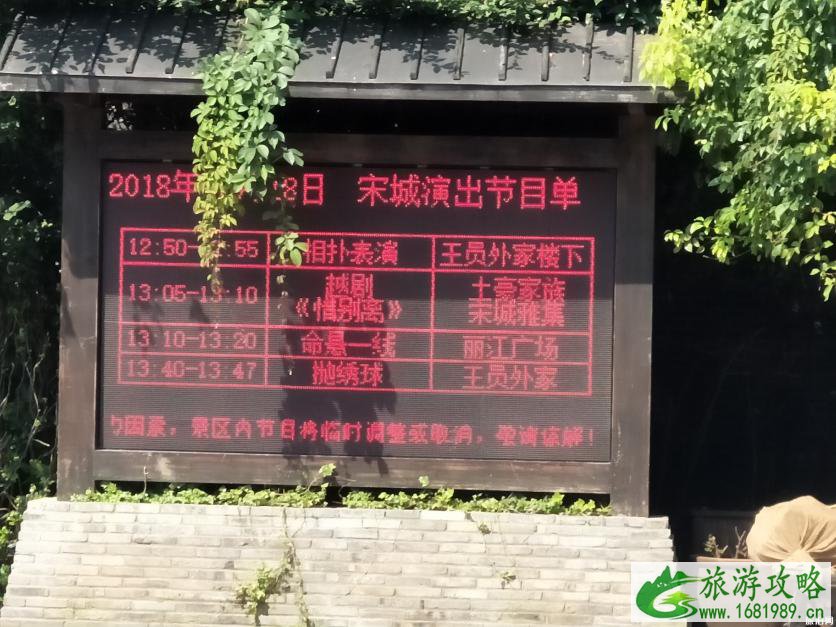 2018年 8日 宋城演出节目单
12:50- :55 相扑表演 王员外家楼下
13:05-13:10 越剧《惜别离》 土豪家族 宋城雅集
13:10-13:20 命悬一线 丽江广场
13:40-13:47 抛绣球 王员外家
因素，景区内节目将临时调整或取消，敬请谅解！
旅游攻略
www.1681989.cn